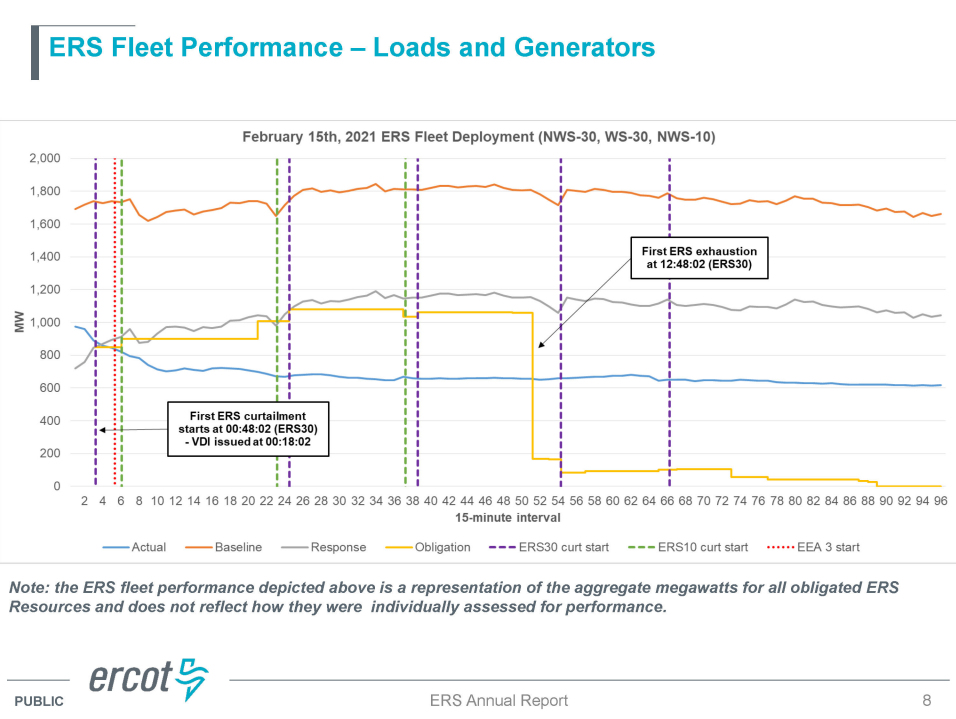 ERS Fleet Performance – Loads and Generators
February 15th, 2021 ERS Fleet Deployment (NWS-30, WS-30, NWS-10)
2,000
1,800
1,600
1,400
1,200
1,000
800
600
400
200
0
MW
First ERS exhaustion
at 12:48:02 (ERS30)
First ERS curtailment
starts at 00:48:02 (ERS30)
- VDI issued at 00:18:02
2 4 6 8 10 12 14 16 18 20 22 24 26 28 30 32 34 36 38 40 42 44 46 48 50 52 54 56 58 60 62 64 66 68 70 72 74 76 78 80 82 84 86 88 90 92 94 96
15-minute interval
Actual Baseline Response Obligation ERS30 curt start ERS10 curt start EEA 3 start
Note: the ERS fleet performance depicted above is a representation of the aggregate megawatts for all obligated ERS
Resources and does not reflect how they were individually assessed for performance.
ercot
PUBLIC
ERS Annual Report
8